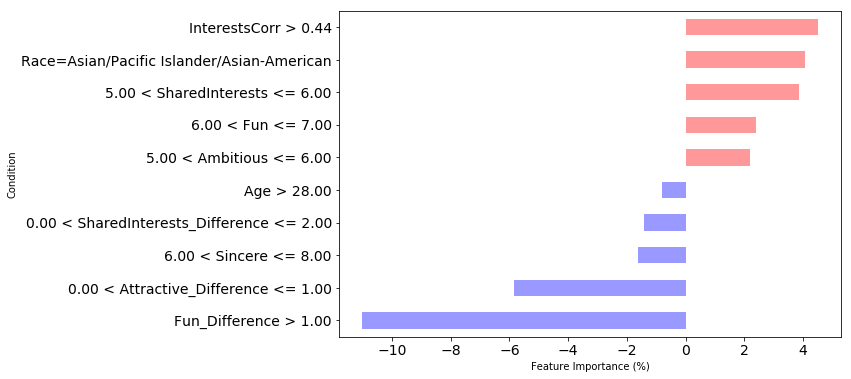 InterestsCorr > 0.44
Race=Asian/Pacific Islander/Asian-American
5.00 < SharedInterests <= 6.00
6.00 < Fun <= 7.00
5.00 < Ambitious <= 6.00
Age > 28.00
0.00 < SharedInterests_Difference <= 2.00
6.00 < Sincere <= 8.00
0.00 < Attractive_Difference <= 1.00
Fun_Difference > 1.00
Condition
−10 −8 −6 −4 −2 0 2 4
Feature Importance (%)